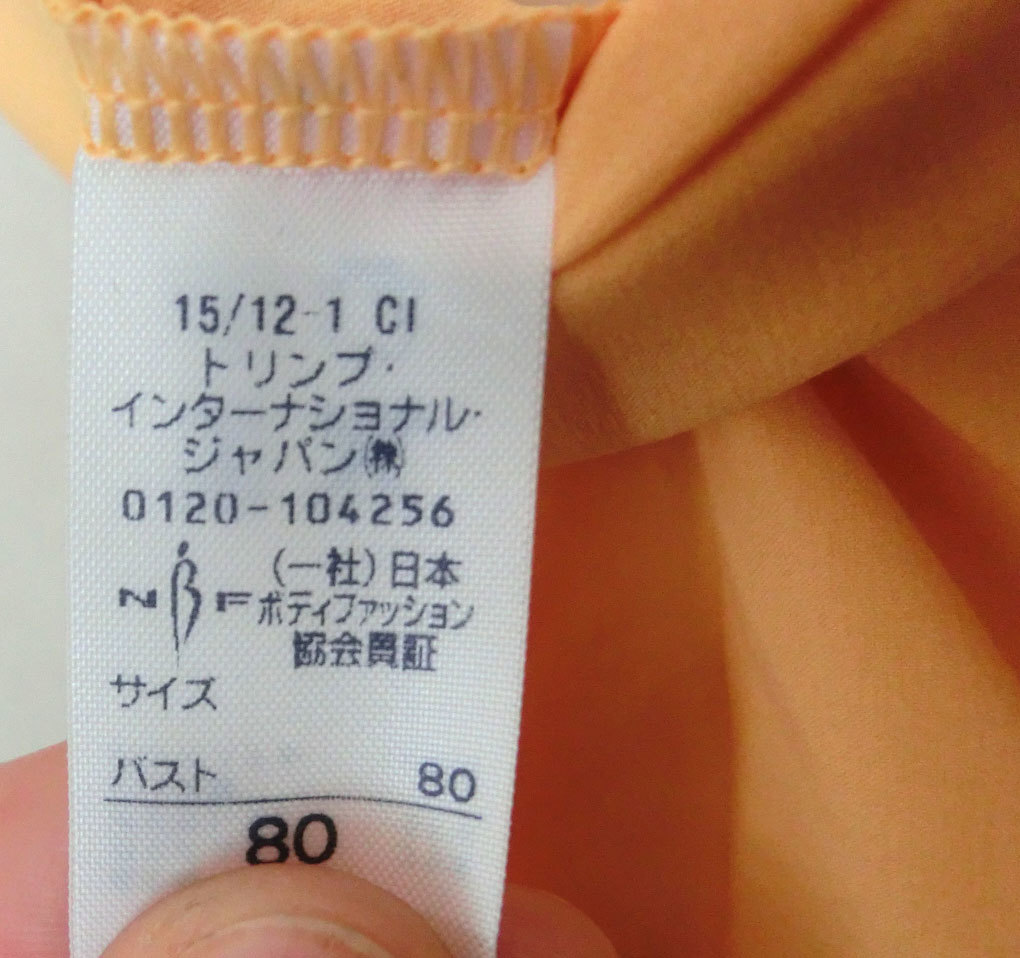 15/12-1 CI
トリンプ・
インターナショナル・
ジャパン㈱
0120-104256
NBF (一社)日本
ボディファッション
協会賛証
サイズ
バスト 80
80